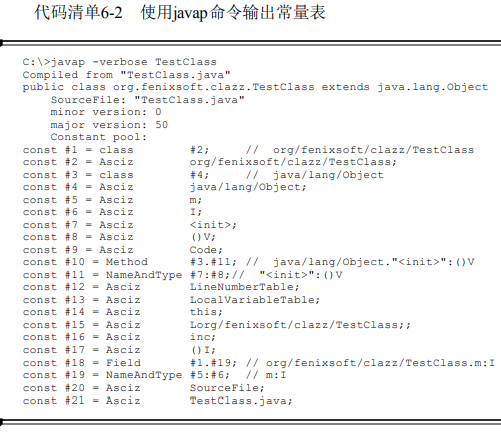 代码清单6-2 使用javap命令输出常量表
C:\>javap -verbose TestClass
Compiled from "TestClass.java"
public class org.fenixsoft.clazz.TestClass extends java.lang.Object
SourceFile: "TestClass.java"
minor version: 0
major version: 50
Constant pool:
const #1 = class #2; // org/fenixsoft/clazz/TestClass
const #2 = Asciz org/fenixsoft/clazz/TestClass;
const #3 = class #4; // java/lang/Object
const #4 = Asciz java/lang/Object;
const #5 = Asciz m;
const #6 = Asciz I;
const #7 = Asciz <init>;
const #8 = Asciz ()V;
const #9 = Asciz Code;
const #10 = Method #3.#11; // java/lang/Object."<init>":()V
const #11 = NameAndType #7:#8;// "<init>":()V
const #12 = Asciz LineNumberTable;
const #13 = Asciz LocalVariableTable;
const #14 = Asciz this;
const #15 = Asciz Lorg/fenixsoft/clazz/TestClass;;
const #16 = Asciz inc;
const #17 = Asciz ()I;
const #18 = Field #1.#19; // org/fenixsoft/clazz/TestClass.m:I
const #19 = NameAndType #5:#6; // m:I
const #20 = Asciz SourceFile;
const #21 = Asciz TestClass.java;